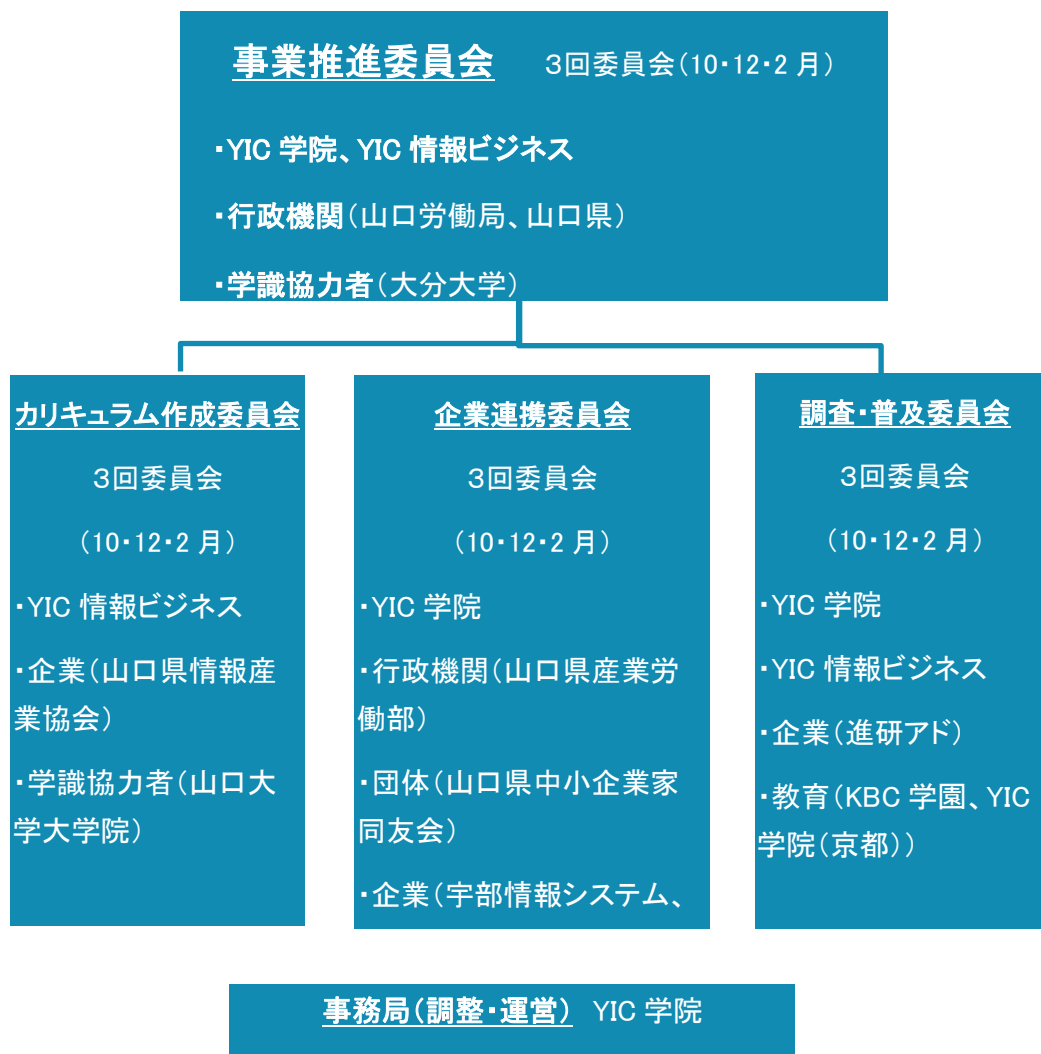 事業推進委員会　3回委員会（10・12・2 月）
・YIC 学院、YIC 情報ビジネス
・行政機関（山口労働局、山口県）
・学識協力者（大分大学）
カリキュラム作成委員会
3回委員会
（10・12・2 月）
・YIC 情報ビジネス
・企業（山口県情報産
業協会）
・学識協力者（山口大
学大学院）
企業連携委員会
3回委員会
（10・12・2 月）
・YIC 学院
・行政機関（山口県産業労
働部）
・団体（山口県中小企業家
同友会）
・企業（宇部情報システム、
調査・普及委員会
3回委員会
（10・12・2 月）
・YIC 学院
・YIC 情報ビジネス
・企業（進研アド）
・教育（KBC 学園、YIC
学院（京都））
事務局（調整・運営）　YIC 学院